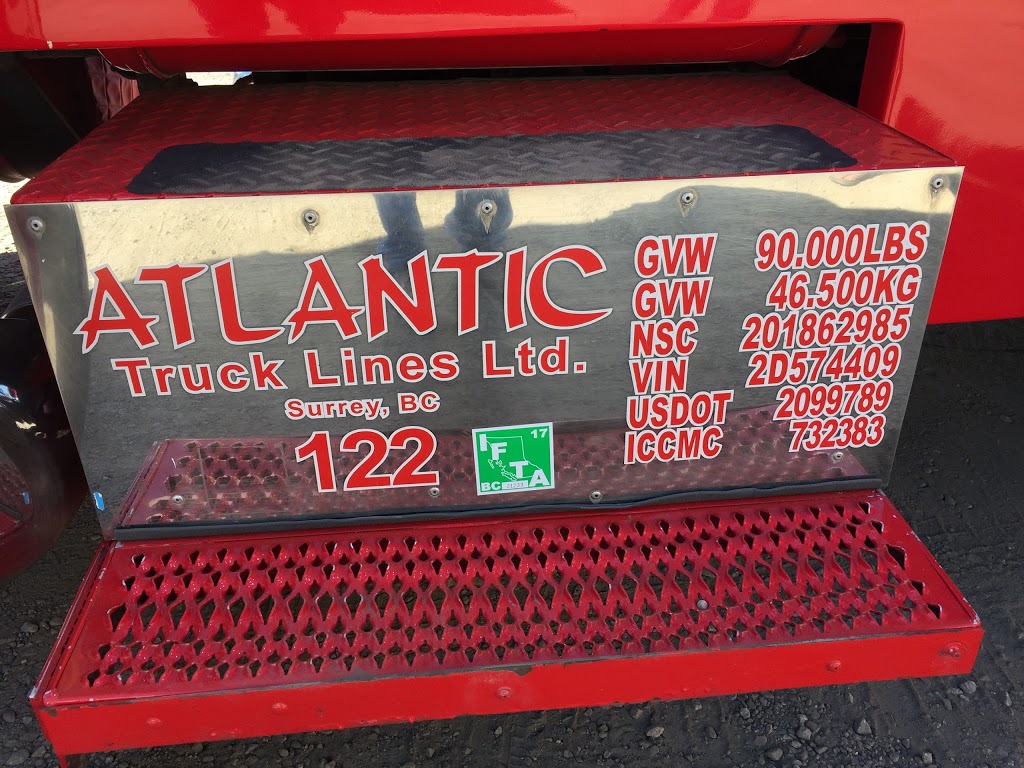 ATLANTIC
Truck Lines Ltd.
Surrey, BC
122
17
IFTA
BC
GVW 90.000LBS
GVW 46.500KG
NSC 201862985
VIN 2D574409
USDOT 2099789
ICCMC 732383